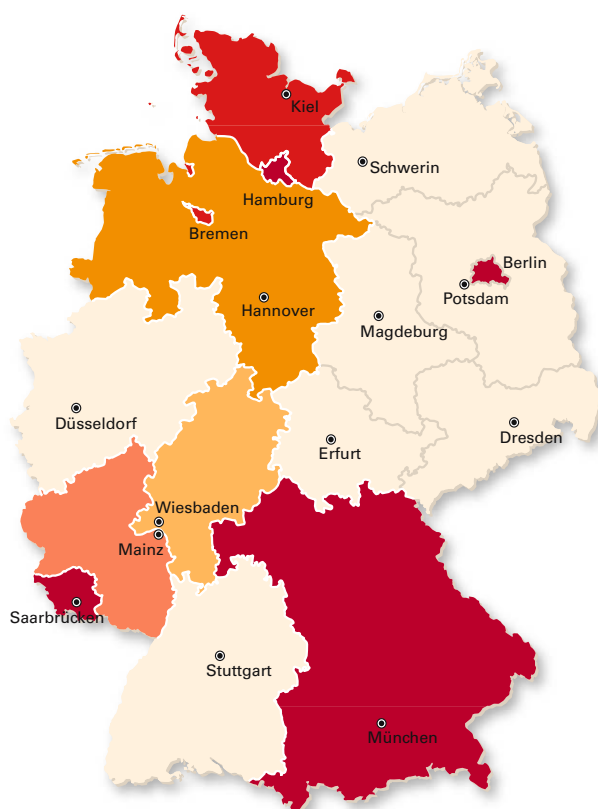 Kiel
Schwerin
Hamburg
Bremen
Berlin
Potsdam
Hannover
Magdeburg
Düsseldorf
Erfurt
Dresden
Wiesbaden
Mainz
Saarbrücken
Stuttgart
München